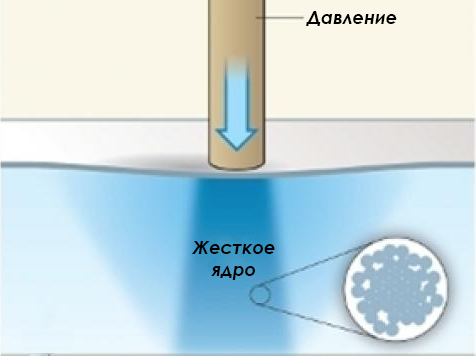 Давление
Жесткое
ядро